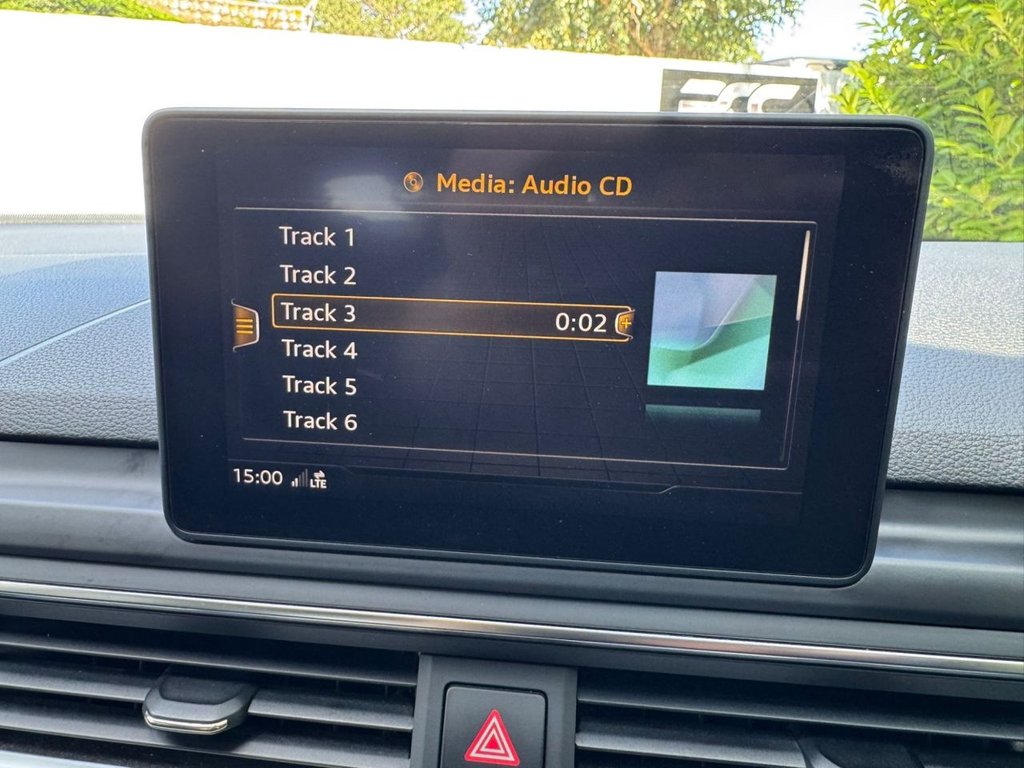 Media: Audio CD
Track 1
Track 2
Track 3 0:02
Track 4
Track 5
Track 6
15:00 LTE